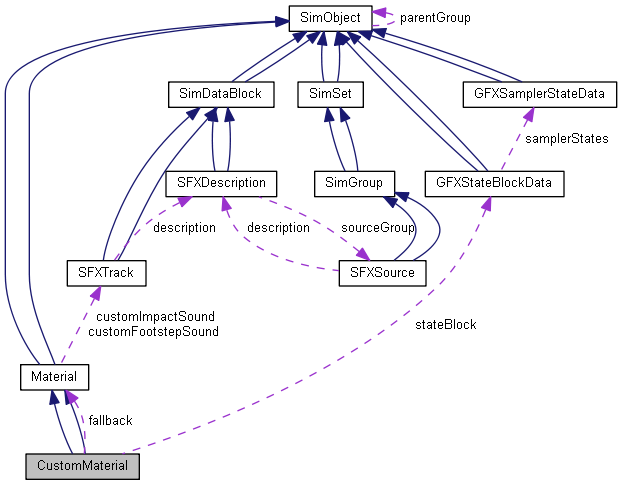 SimObject
parentGroup
SimDataBlock
SimSet
GFXSamplerStateData
samplerStates
SFXDescription
SimGroup
GFXStateBlockData
description
description
sourceGroup
SFXTrack
SFXSource
customImpactSound
customFootstepSound
stateBlock
Material
fallback
CustomMaterial